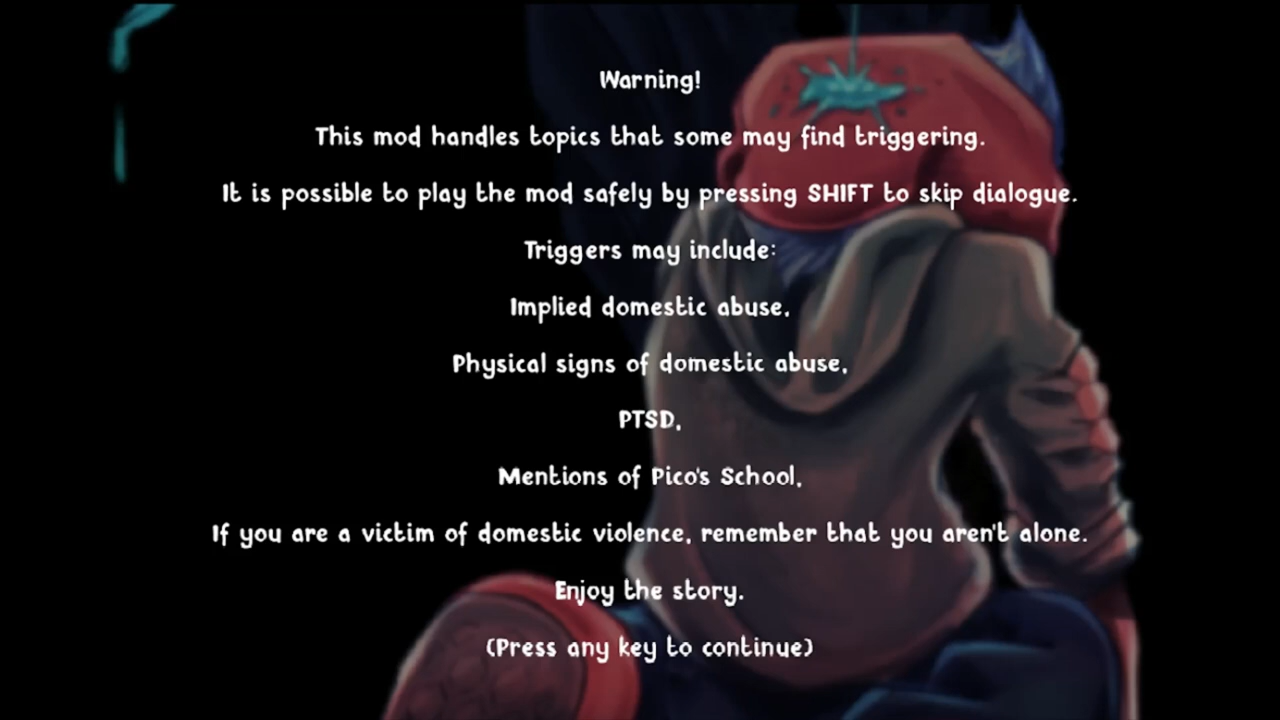 Warning!
This mod handles topics that some may find triggering.
It is possible to play the mod safely by pressing SHIFT to skip dialogue.
Triggers may include:
Implied domestic abuse,
Physical signs of domestic abuse,
PTSD,
Mentions of Pico's School,
If you are a victim of domestic violence, remember that you aren't alone.
Enjoy the story.
(Press any key to continue)